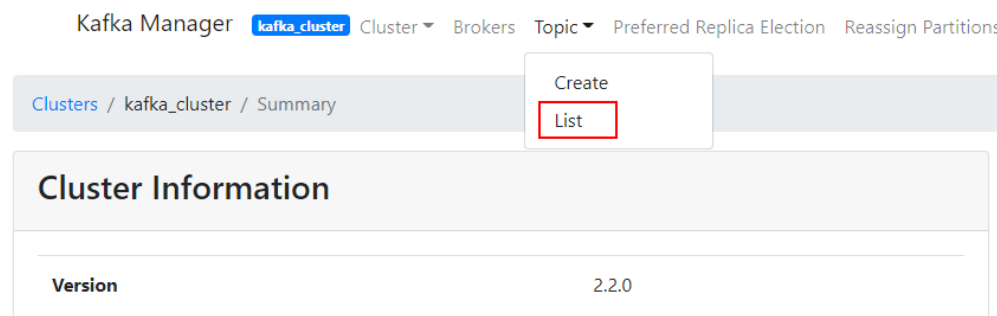 Kafka Manager kafka_cluster Cluster Brokers Topic Preferred Replica Election Reassign Partitions
Create
List
Clusters / kafka_cluster / Summary
Cluster Information
Version 2.2.0